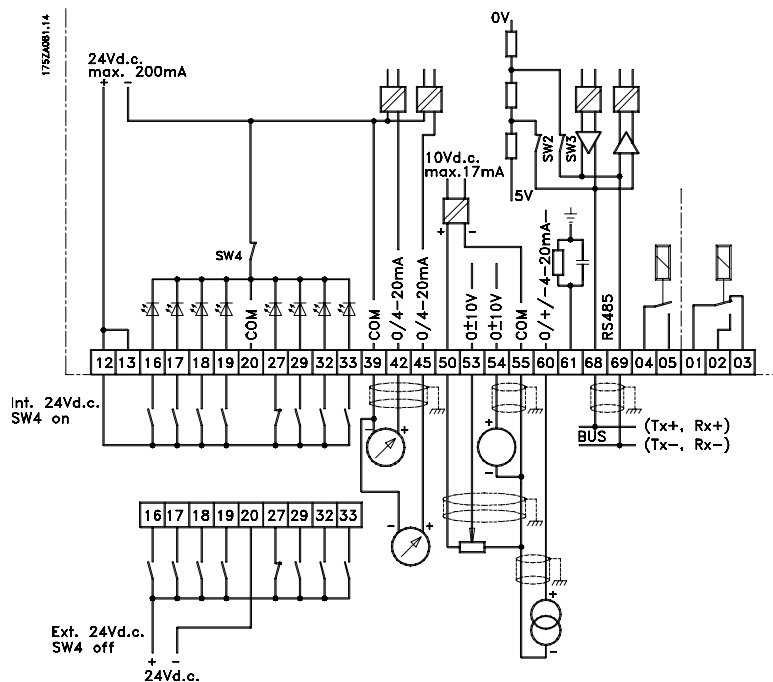 175ZA081.14
24Vd.c.
max. 200mA
+ −
0V
5V
SW2
SW3
10Vd.c.
max.17mA
+ −
SW4
COM
COM
0/4−20mA
0/4−20mA
0±10V
0±10V
COM
0/+/−4−20mA−
RS485
12 13 16 17 18 19 20 27 29 32 33 39 42 45 50 53 54 55 60 61 68 69 04 05 01 02 03
Int. 24Vd.c.
SW4 on
− +
+
−
BUS
(Tx+, Rx+)
(Tx−, Rx−)
16 17 18 19 20 27 29 32 33
− +
+
−
Ext. 24Vd.c.
SW4 off
+ −
24Vd.c.